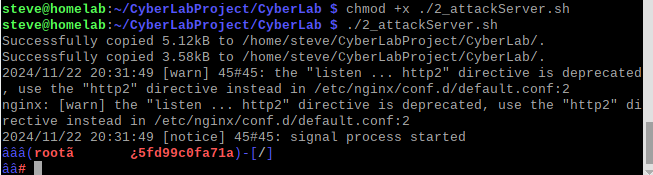 steve@homelab:~/CyberLabProject/CyberLab $ chmod +x ./2_attackServer.sh
steve@homelab:~/CyberLabProject/CyberLab $ ./2_attackServer.sh
Successfully copied 5.12kB to /home/steve/CyberLabProject/CyberLab/.
Successfully copied 3.58kB to /home/steve/CyberLabProject/CyberLab/.
2024/11/22 20:31:49 [warn] 45#45: the "listen ... http2" directive is deprecated
, use the "http2" directive instead in /etc/nginx/conf.d/default.conf:2
nginx: [warn] the "listen ... http2" directive is deprecated, use the "http2" di
rective instead in /etc/nginx/conf.d/default.conf:2
2024/11/22 20:31:49 [notice] 45#45: signal process started
âââ(rootã ¿5fd99c0fa71a)-[/]
ââ#